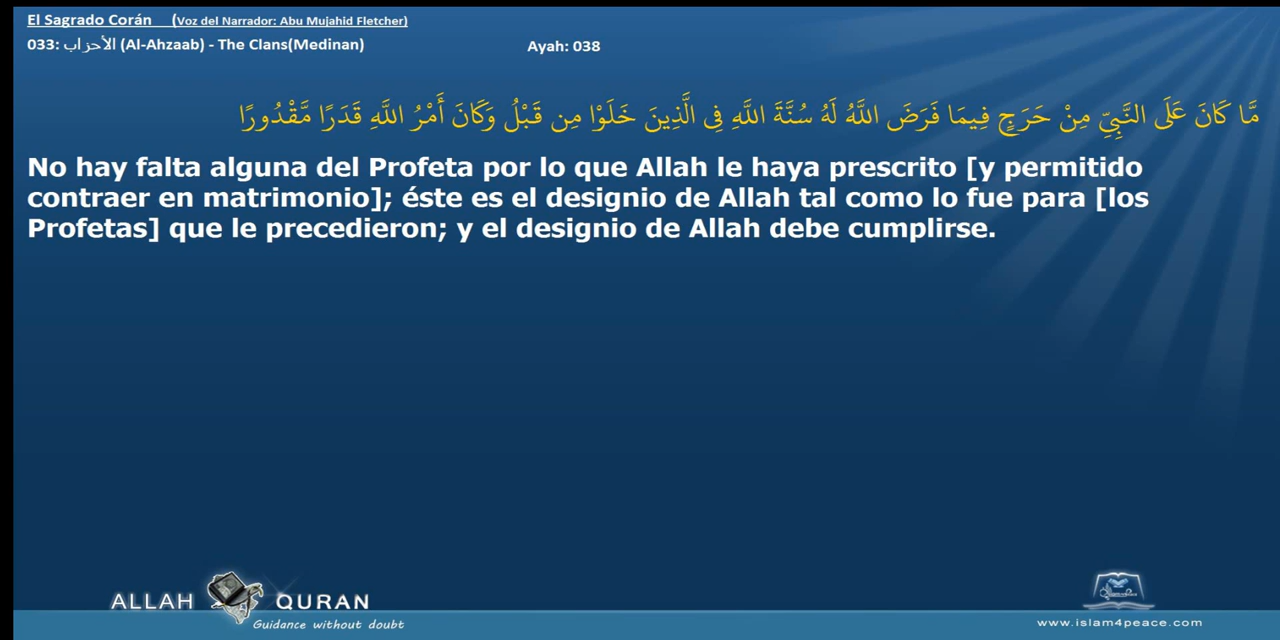 El Sagrado Corán (Voz del Narrador: Abu Mujahid Fletcher)
033: الأحزاب (Al-Ahzaab) - The Clans(Medinan) Ayah: 038
مَّا كَانَ عَلَى النَّبِيِّ مِنْ حَرَجٍ فِيمَا فَرَضَ اللَّهُ لَهُ سُنَّةَ اللَّهِ فِي الَّذِينَ خَلَوْا مِن قَبْلُ وَكَانَ أَمْرُ اللَّهِ قَدَرًا مَّقْدُورًا
No hay falta alguna del Profeta por lo que Allah le haya prescrito [y permitido
contraer en matrimonio]; éste es el designio de Allah tal como lo fue para [los
Profetas] que le precedieron; y el designio de Allah debe cumplirse.
ALLAH QURAN
Guidance without doubt
www.islam4peace.com